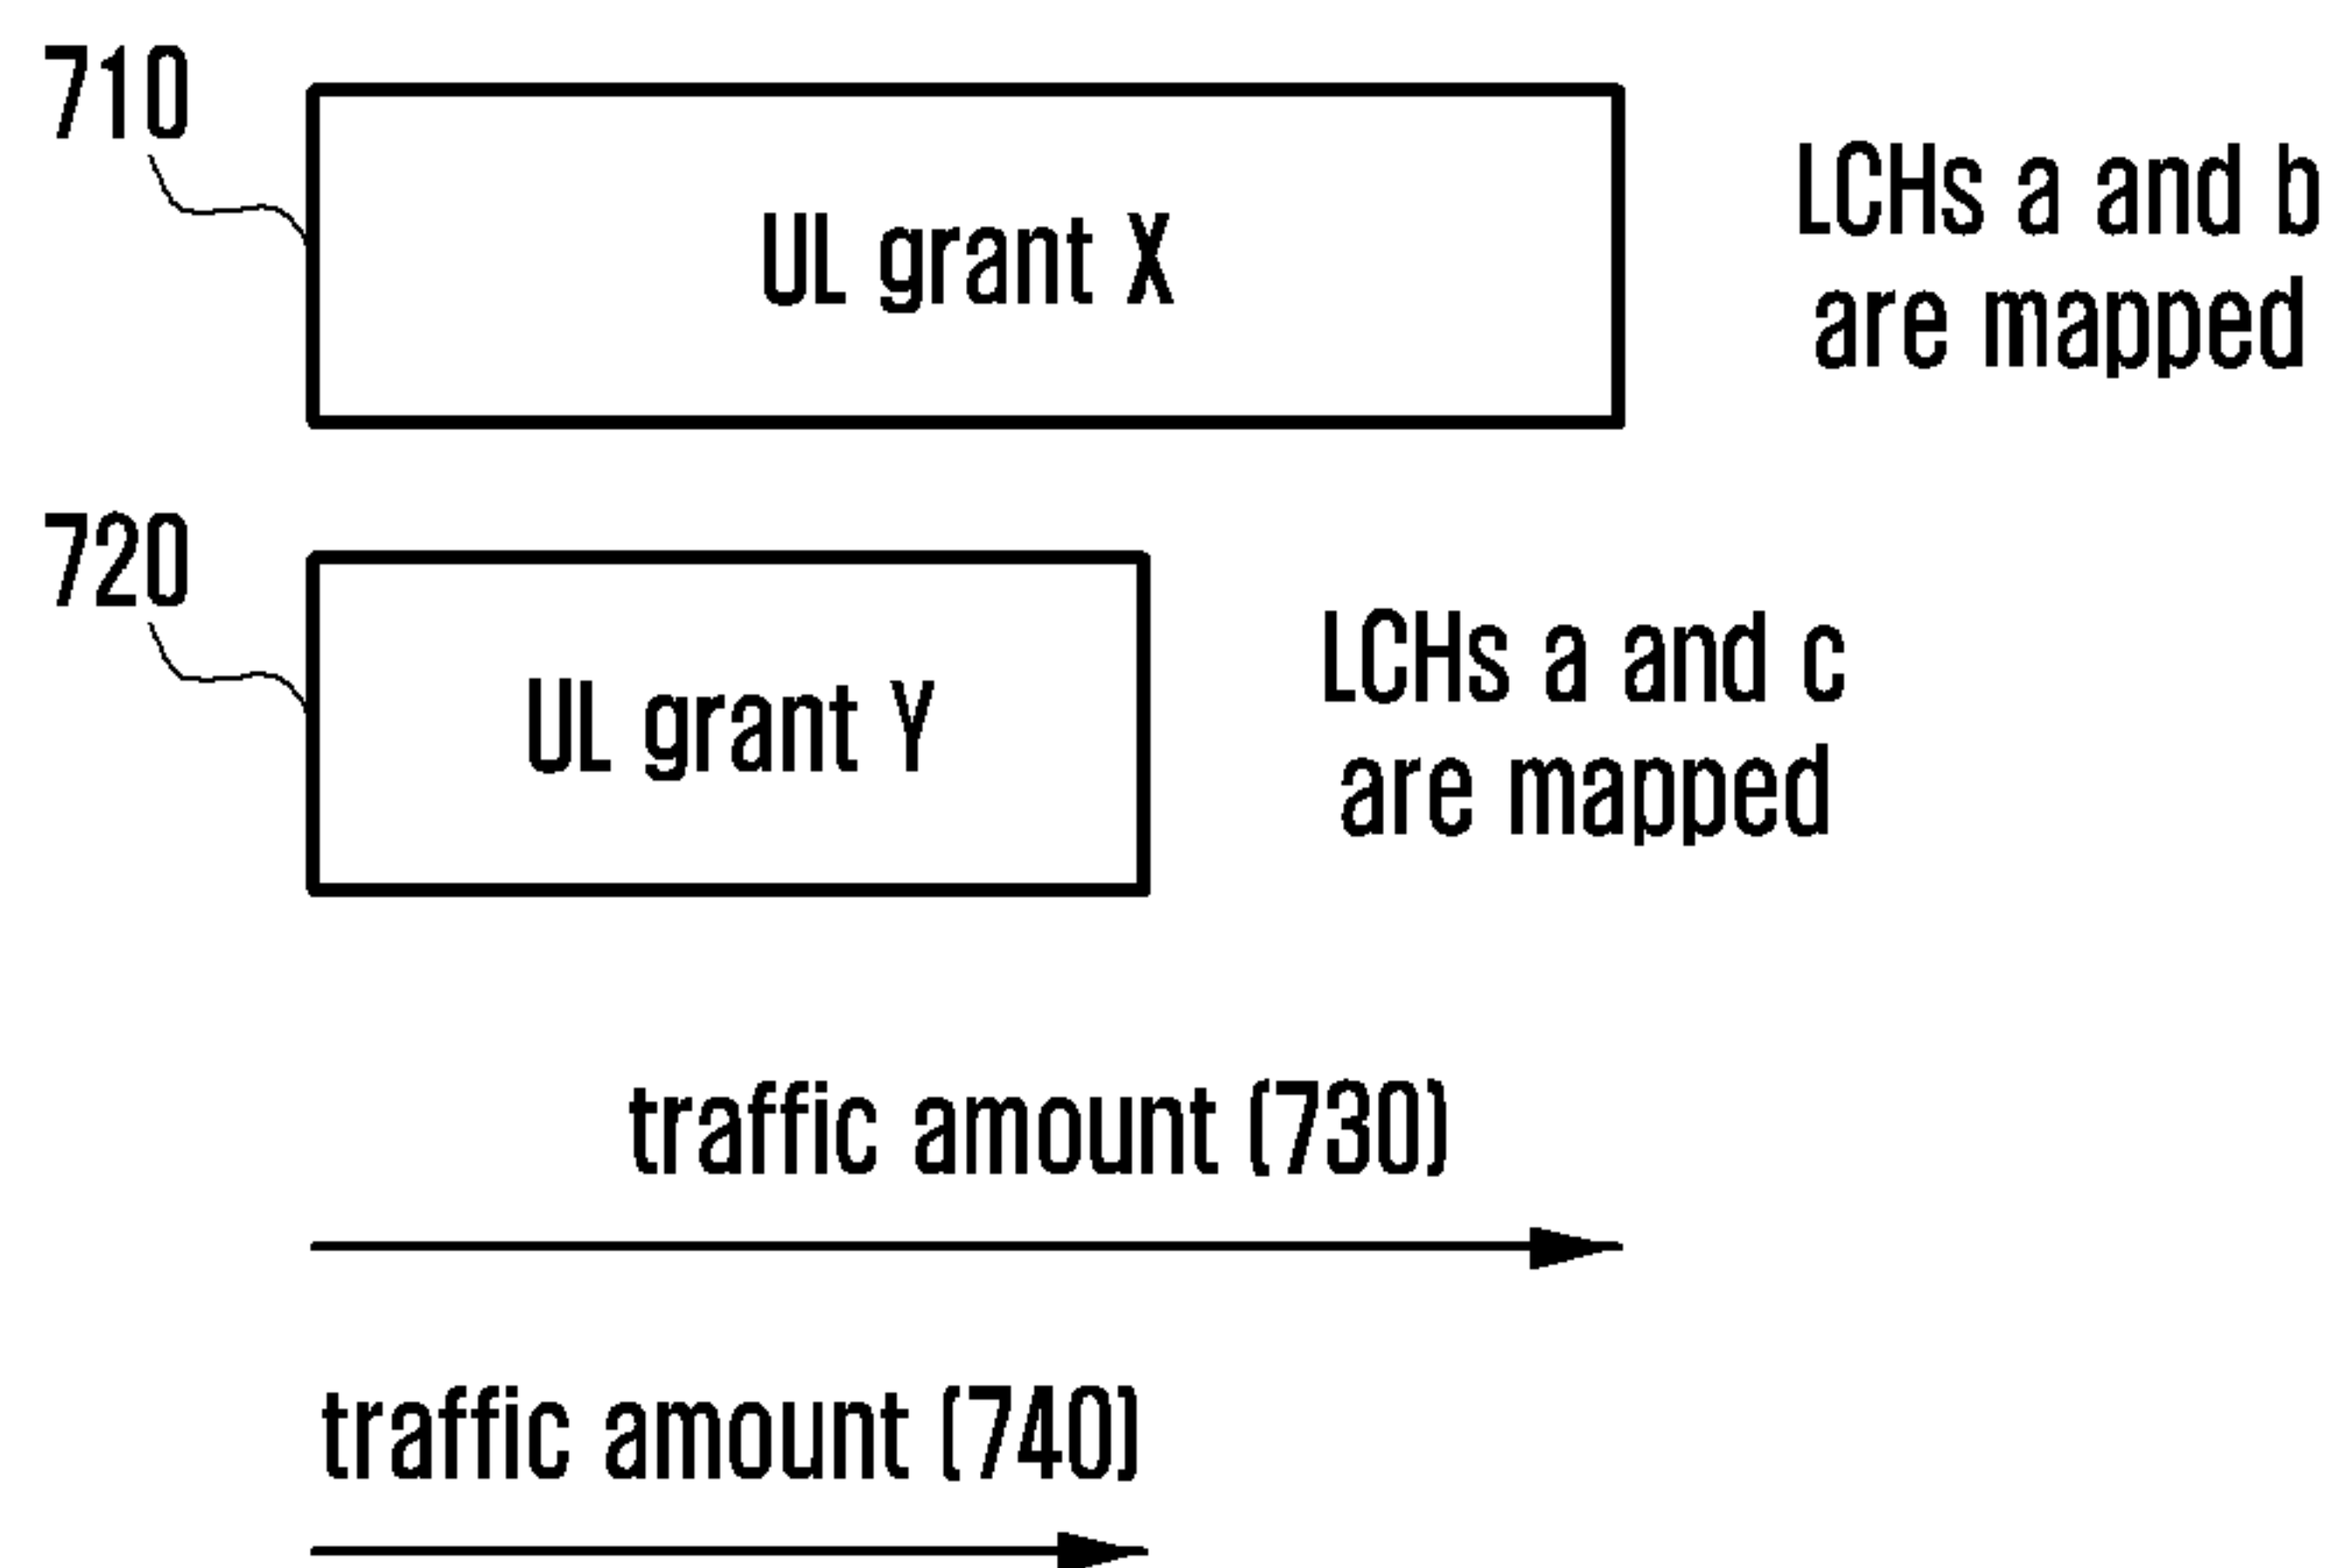 710
UL grant X
LCHs a and b
are mapped
720
UL grant Y
LCHs a and c
are mapped
traffic amount (730)
traffic amount (740)